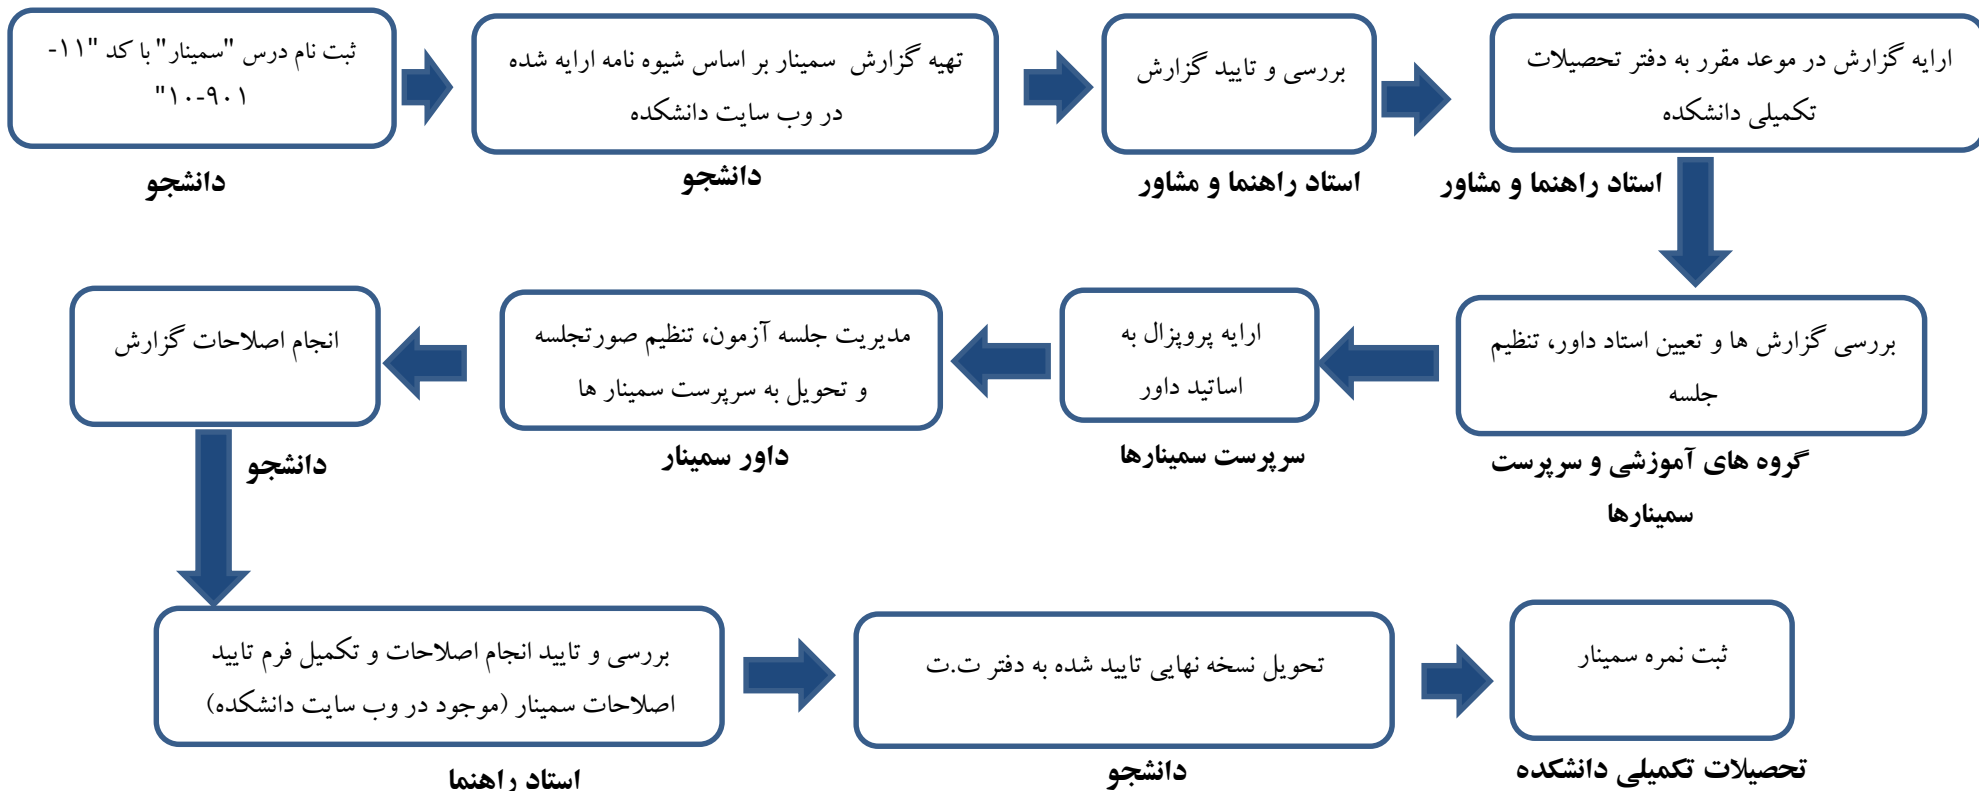 ثبت نام درس "سمینار" با کد "۱۱-
۱۰-۹۰۱"
دانشجو
تهیه گزارش سمینار بر اساس شیوه نامه ارایه شده
در وب سایت دانشکده
دانشجو
بررسی و تایید گزارش
استاد راهنما و مشاور
ارایه گزارش در موعد مقرر به دفتر تحصیلات
تکمیلی دانشکده
استاد راهنما و مشاور
بررسی گزارش ها و تعیین استاد داور، تنظیم
جلسه
گروه های آموزشی و سرپرست
سمینارها
ارایه پروپزال به
اساتید داور
سرپرست سمینارها
مدیریت جلسه آزمون، تنظیم صورتجلسه
و تحویل به سرپرست سمینار ها
داور سمینار
انجام اصلاحات گزارش
دانشجو
بررسی و تایید انجام اصلاحات و تکمیل فرم تایید
اصلاحات سمینار (موجود در وب سایت دانشکده)
استاد راهنما
تحویل نسخه نهایی تایید شده به دفتر ت.ت
دانشجو
ثبت نمره سمینار
تحصیلات تکمیلی دانشکده